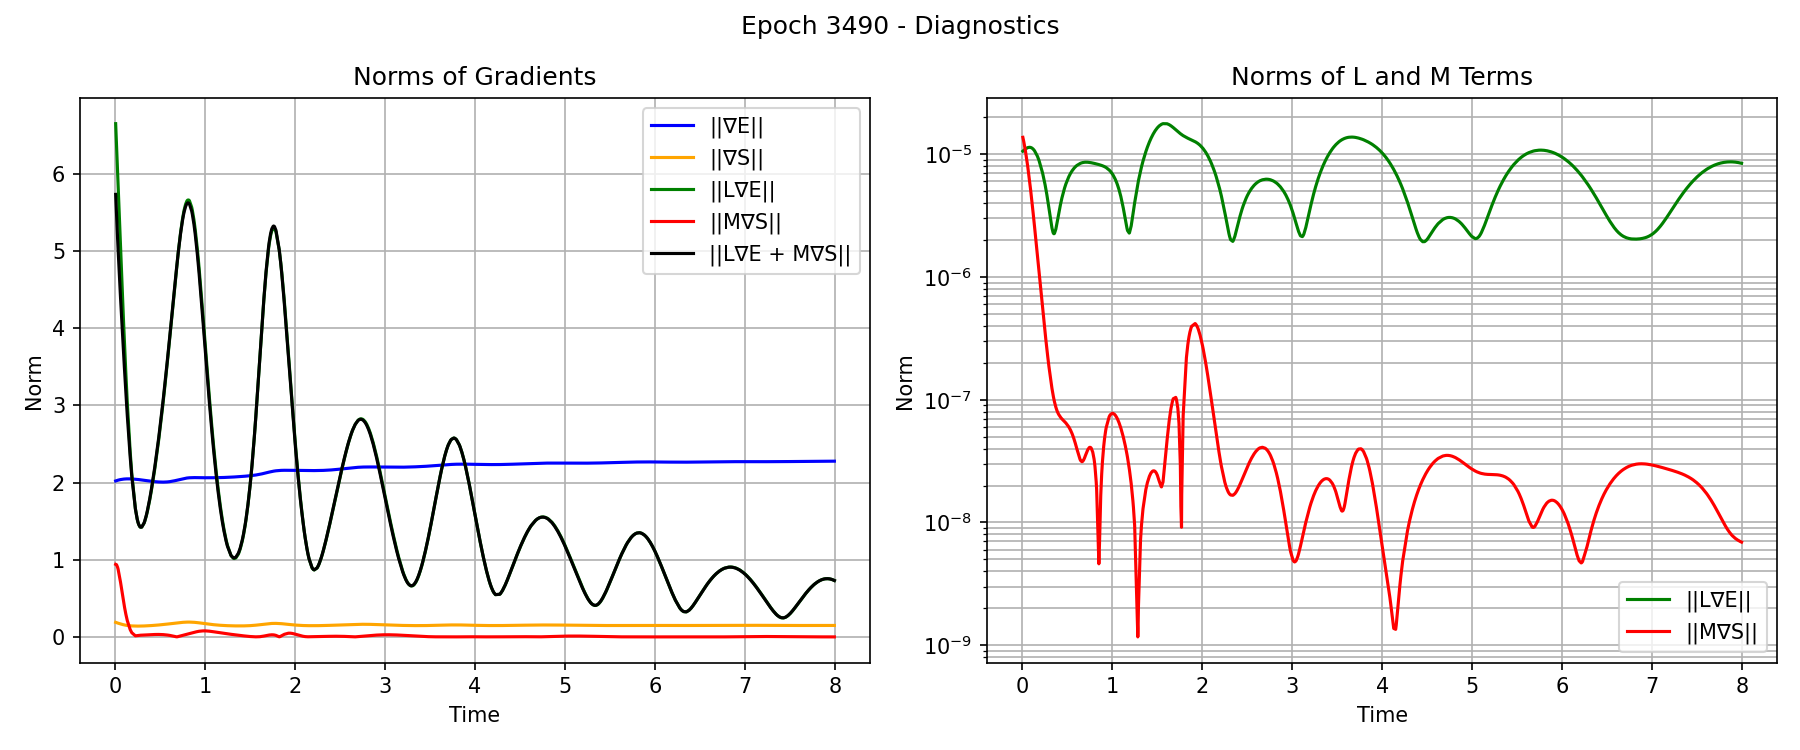 Epoch 3490 - Diagnostics
Norms of Gradients
Norm
6
5
4
3
2
1
0
0 1 2 3 4 5 6 7 8
Time
||∇E||
||∇S||
||L∇E||
||M∇S||
||L∇E + M∇S||
Norms of L and M Terms
Norm
10⁻⁵
10⁻⁶
10⁻⁷
10⁻⁸
10⁻⁹
0 1 2 3 4 5 6 7 8
Time
||L∇E||
||M∇S||